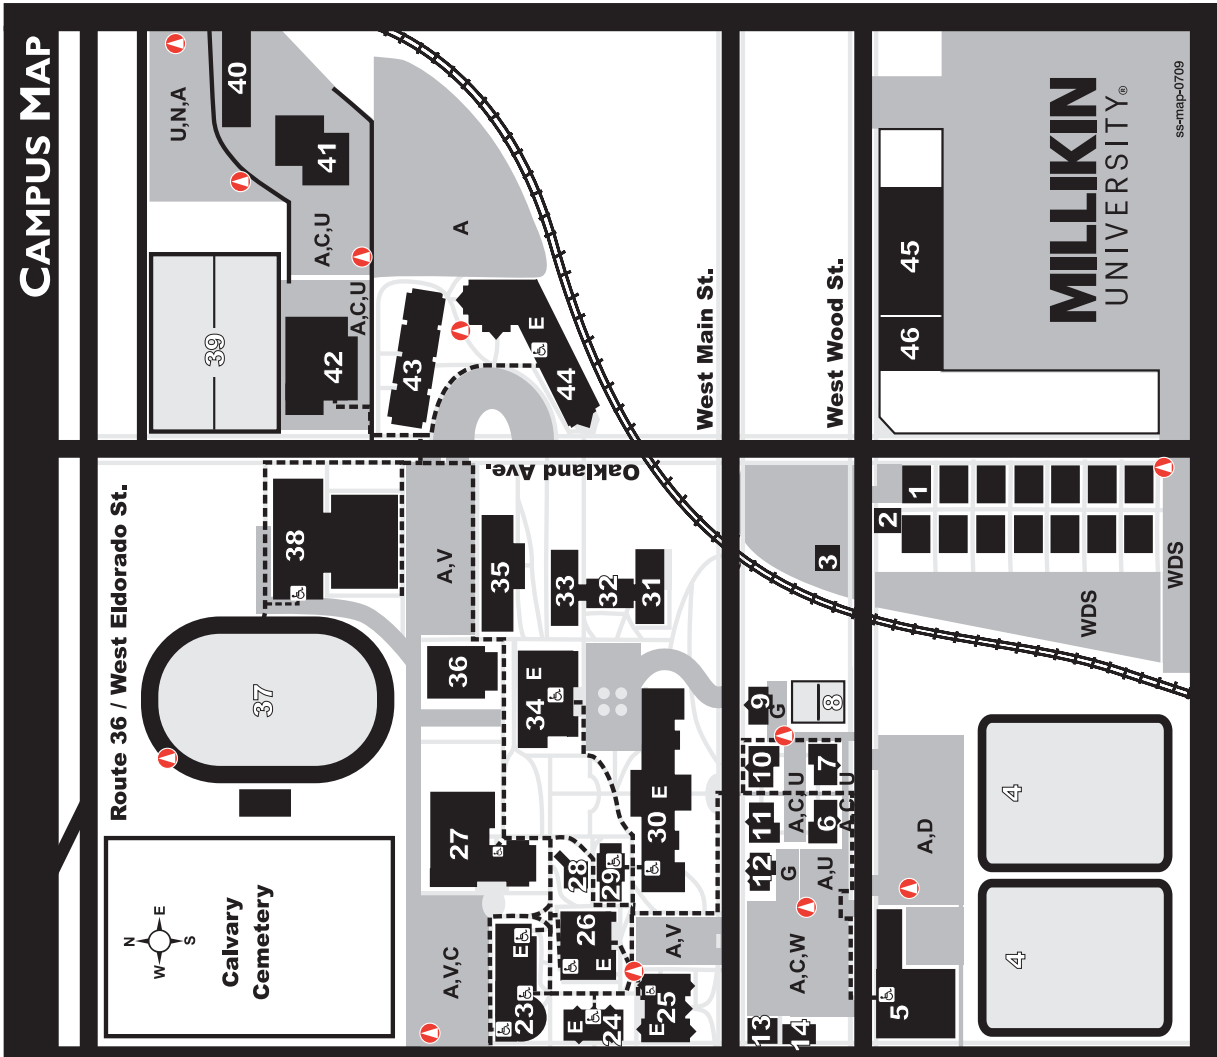 CAMPUS MAP
U,N,A
40
41
A,C,U
A
39
A,C,U
42
43
E
44
West Main St.
West Wood St.
45
46
MILLIKIN
UNIVERSITY®
ss-map-0709
Route 36 / West Eldorado St.
Oakland Ave.
38
A,V
35
33
32
31
3
1
2
WDS
WDS
37
36
34
E
30
E
9
G
8
10
7
A,C,U
A,C,U
11
6
12
G
A,U
27
28
29
A,D
4
4
Calvary
Cemetery
N
E
S
W
A,V,C
E
23
26
E
E
24
A,V
E
25
A,C,W
13
14
5